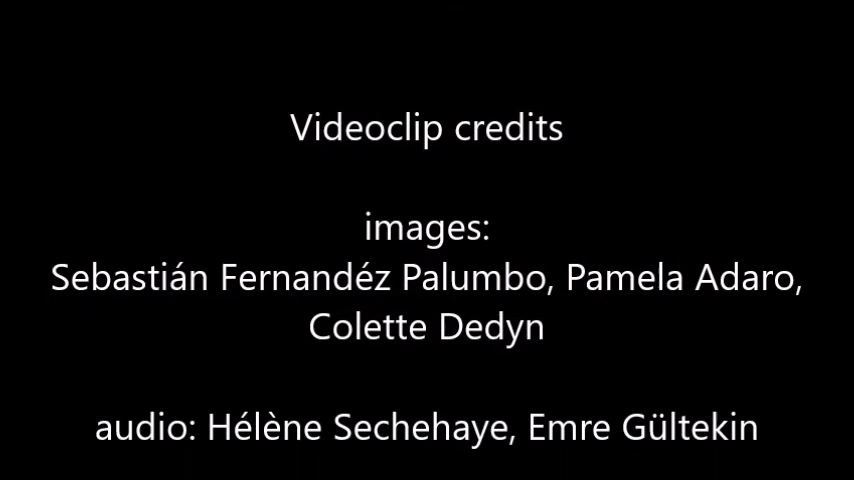 Videoclip credits
images:
Sebastián Fernandéz Palumbo, Pamela Adaro,
Colette Dedyn
audio: Hélène Sechehaye, Emre Gültekin